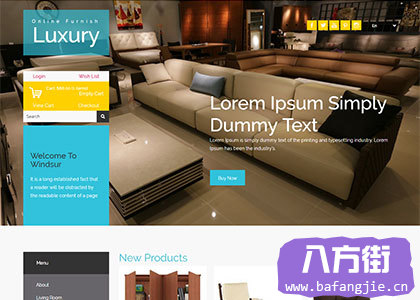 Online Furnish
Luxury
En
Login
Wish List
Cart: $00.00 is Selked
Simply Cart
View Cart
Checkout
Search
Lorem Ipsum Simply
Dummy Text
Lorem Ipsum is simply dummy text of the printing and typesetting industry. Lorem
Ipsum has been the industry's.
Buy Now
Welcome To
Windsur
It is a long established fact that
a reader will be distracted by
the readable content of a page
Menu
About
Living Room
New Products
八方街
www.bafangjie.cn